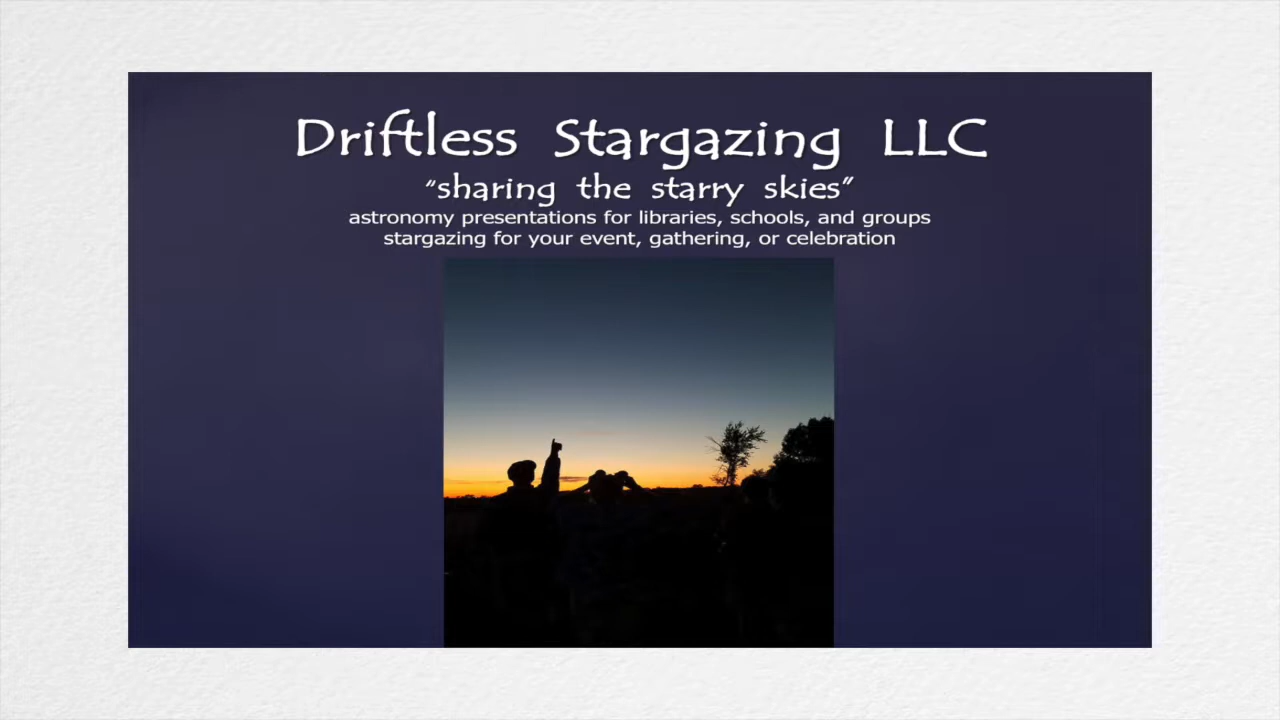 Driftless Stargazing LLC
“sharing the starry skies”
astronomy presentations for libraries, schools, and groups
stargazing for your event, gathering, or celebration